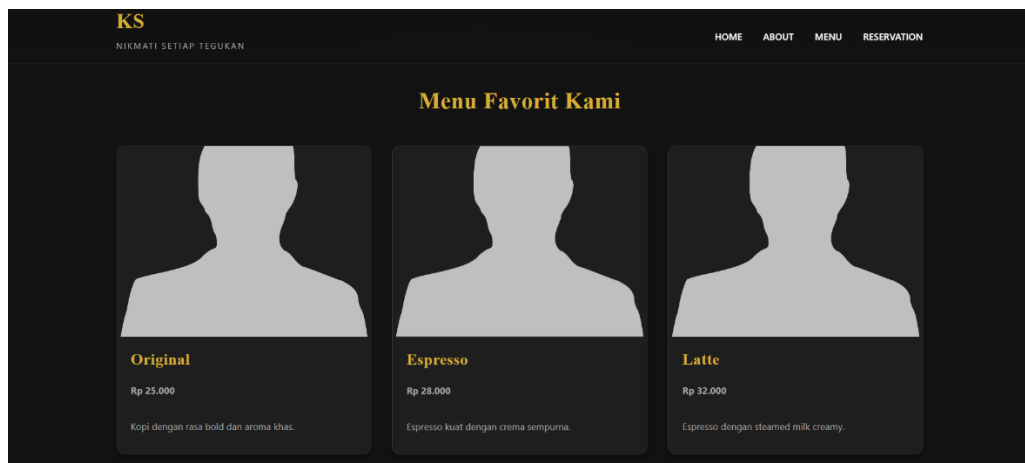 KS
NIKMATI SETIAP TEGUKAN
HOME ABOUT MENU RESERVATION
Menu Favorit Kami
Original
Rp 25.000
Kopi dengan rasa bold dan aroma khas.
Espresso
Rp 28.000
Espresso kuat dengan crema sempurna.
Latte
Rp 32.000
Espresso dengan steamed milk creamy.